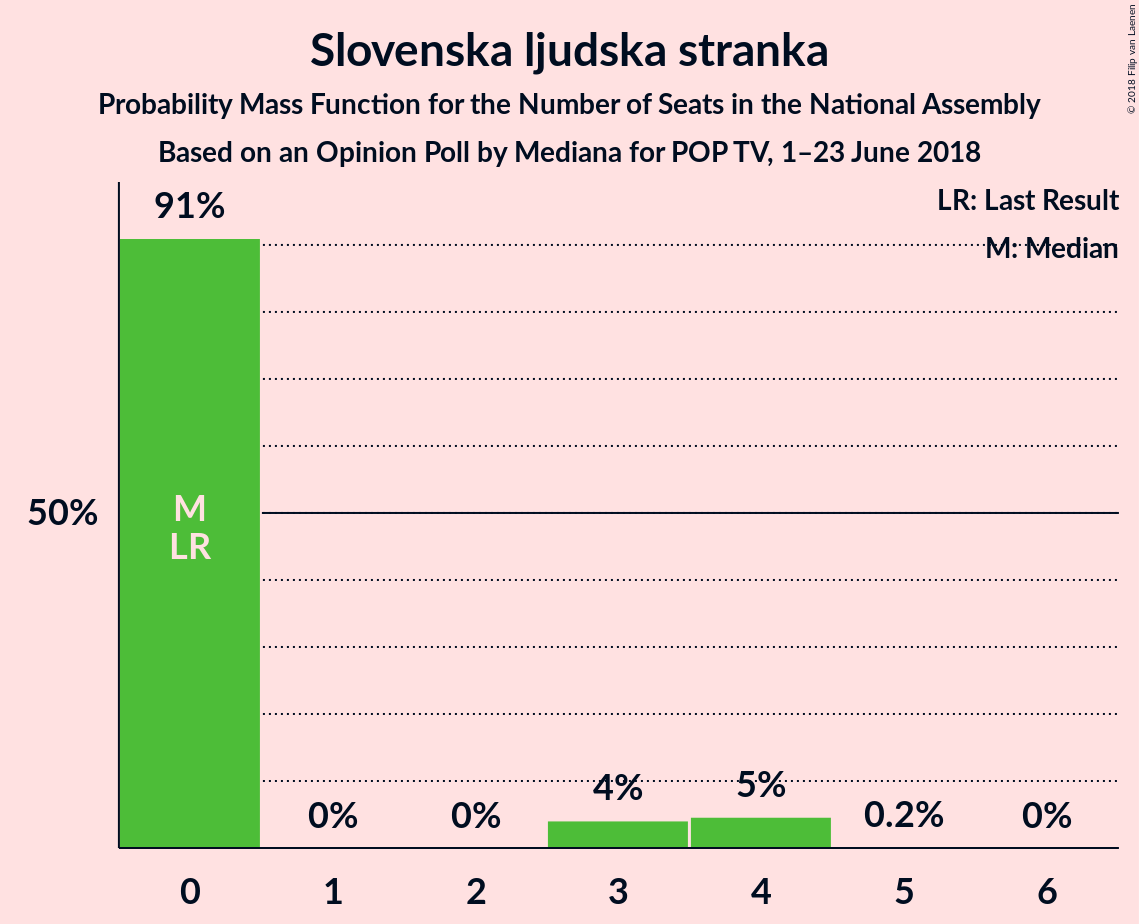 Slovenska ljudska stranka
Probability Mass Function for the Number of Seats in the National Assembly
Based on an Opinion Poll by Mediana for POP TV, 1–23 June 2018
© 2018 Filip van Laenen
LR: Last Result
M: Median
91%
50%
M
LR
0%
0%
4%
5%
0.2%
0%
0
1
2
3
4
5
6